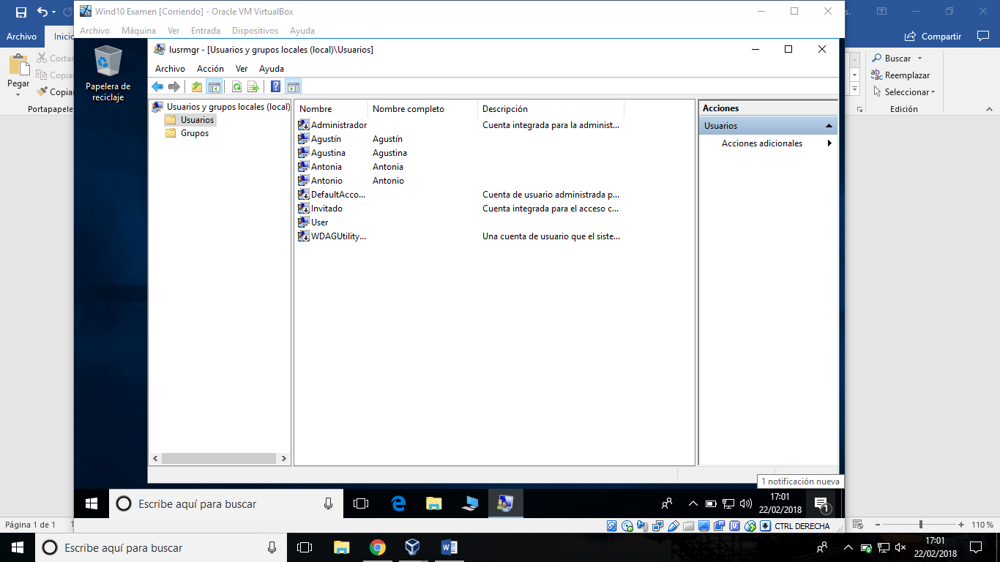 Wind10 Examen [Corriendo] - Oracle VM VirtualBox
s.
Archivo Máquina Ver Entrada Dispositivos Ayuda
Archivo Inicio
Compartir
Pegar
Cortar
Copiar
Copiar
Portapapele
Buscar
Reemplazar
Seleccionar
Edición
Papelera de
reciclaje
lusrmgr - [Usuarios y grupos locales (local)\Usuarios]
Archivo Acción Ver Ayuda
Usuarios y grupos locales (local)
Usuarios
Grupos
Nombre Nombre completo Descripción
Administrador Cuenta integrada para la administ...
Agustín Agustín
Agustina Agustina
Antonia Antonia
Antonio Antonio
DefaultAcco... Cuenta de usuario administrada p...
Invitado Cuenta integrada para el acceso c...
User
WDAGUtility... Una cuenta de usuario que el siste...
Acciones
Usuarios
Acciones adicionales
1 notificación nueva
Escribe aquí para buscar
17:01
22/02/2018
1
CTRL DERECHA
Página 1 de 1
110 %
Escribe aquí para buscar
17:01
22/02/2018